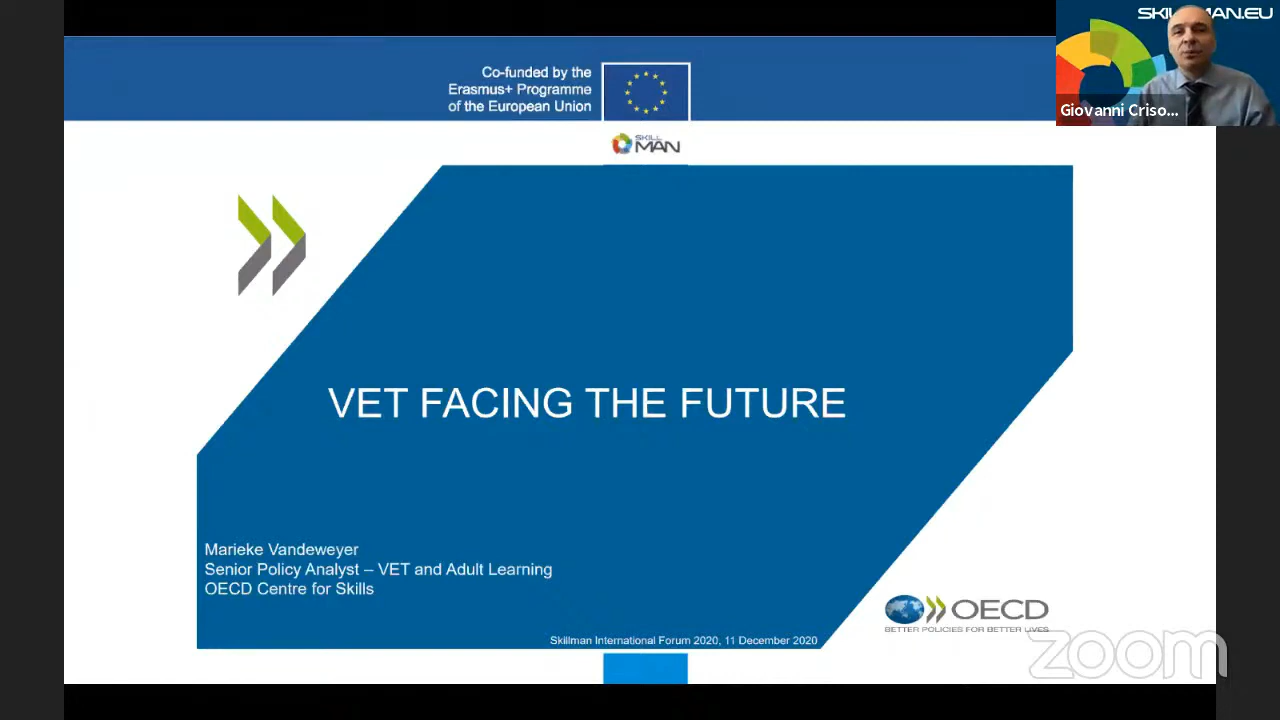 SKILLMAN.EU
Giovanni Criso...
Co-funded by the
Erasmus+ Programme
of the European Union
SKILL
MAN
VET FACING THE FUTURE
Marieke Vandeweyer
Senior Policy Analyst – VET and Adult Learning
OECD Centre for Skills
OECD
BETTER POLICIES FOR BETTER LIVES
Skillman International Forum 2020, 11 December 2020
zoom